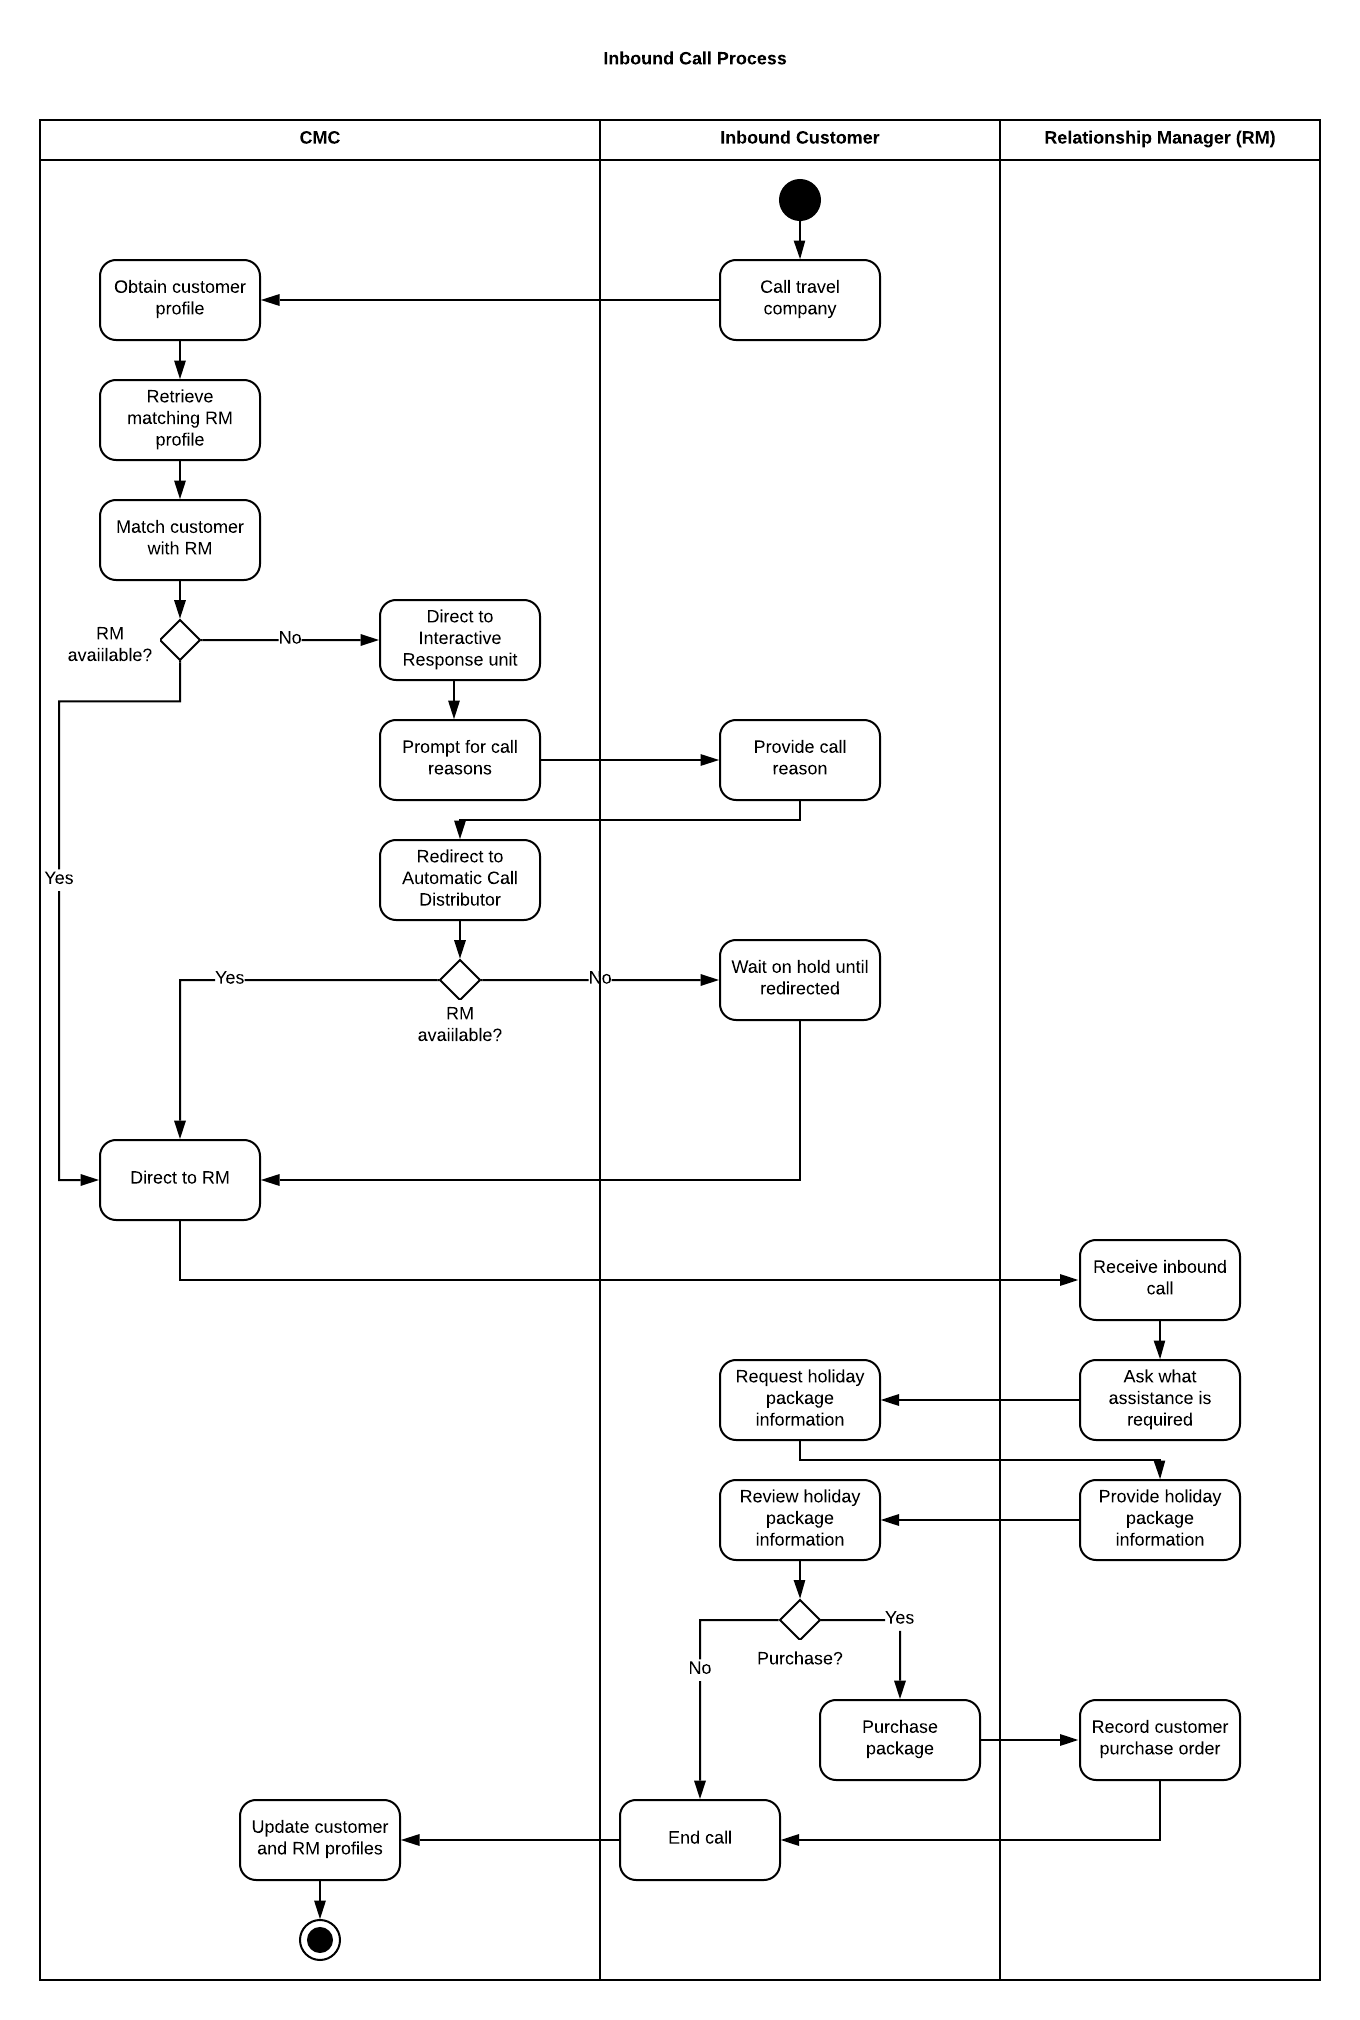 Inbound Call Process
CMC
Inbound Customer
Relationship Manager (RM)
Obtain customer
profile
Call travel
company
Retrieve
matching RM
profile
Match customer
with RM
RM
avaiilable?
No
Direct to
Interactive
Response unit
Prompt for call
reasons
Provide call
reason
Yes
Redirect to
Automatic Call
Distributor
Yes
No
Wait on hold until
redirected
RM
avaiilable?
Direct to RM
Receive inbound
call
Request holiday
package
information
Ask what
assistance is
required
Review holiday
package
information
Provide holiday
package
information
Yes
Purchase?
No
Purchase
package
Record customer
purchase order
Update customer
and RM profiles
End call